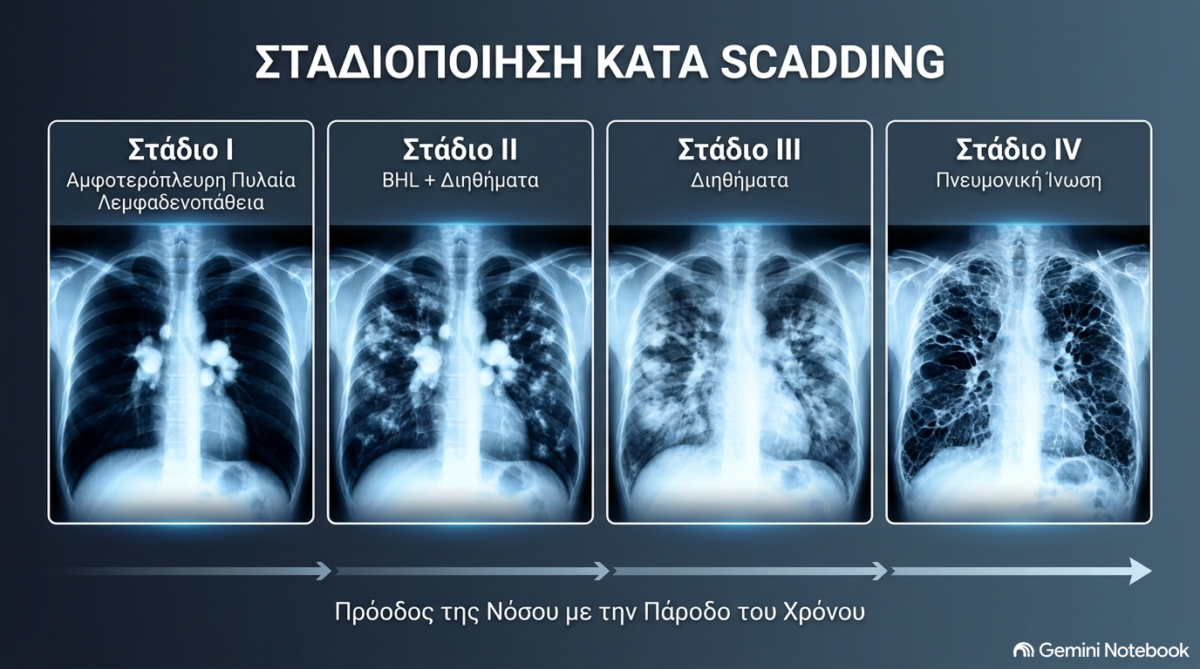 ΣΤΑΔΙΟΠΟΙΗΣΗ ΚΑΤΑ SCADDING
Στάδιο I
Αμφοτερόπλευρη Πυλαία
Λεμφαδενοπάθεια
Στάδιο II
BHL + Διηθήματα
Στάδιο III
Διηθήματα
Στάδιο IV
Πνευμονική Ίνωση
Πρόοδος της Νόσου με την Πάροδο του Χρόνου
Gemini Notebook